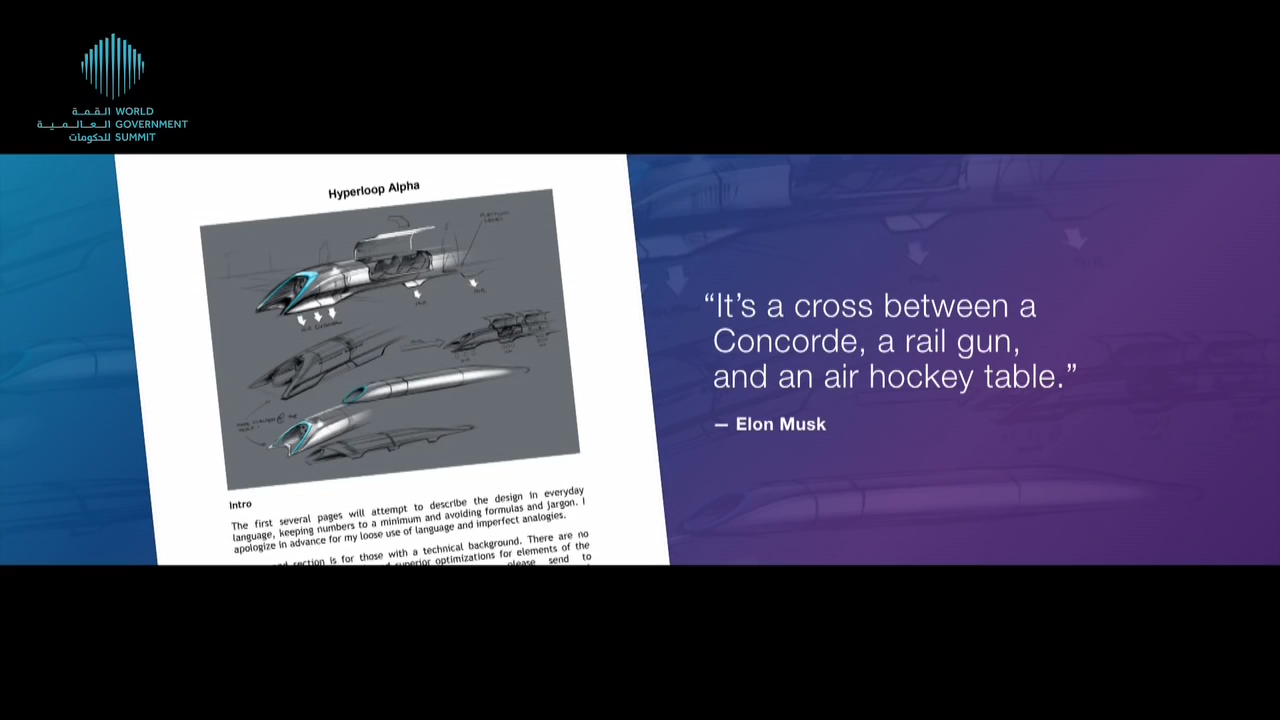 القمة WORLD
العالمية GOVERNMENT
للحكومات SUMMIT
Hyperloop Alpha
Intro
The first several pages will attempt to describe the design in everyday
language, keeping numbers to a minimum and avoiding formulas and jargon. I
apologize in advance for my loose use of language and imperfect analogies.
section is for those with a technical background. There are no
superior optimizations for elements of the
please send to
“It’s a cross between a
Concorde, a rail gun,
and an air hockey table.”
— Elon Musk